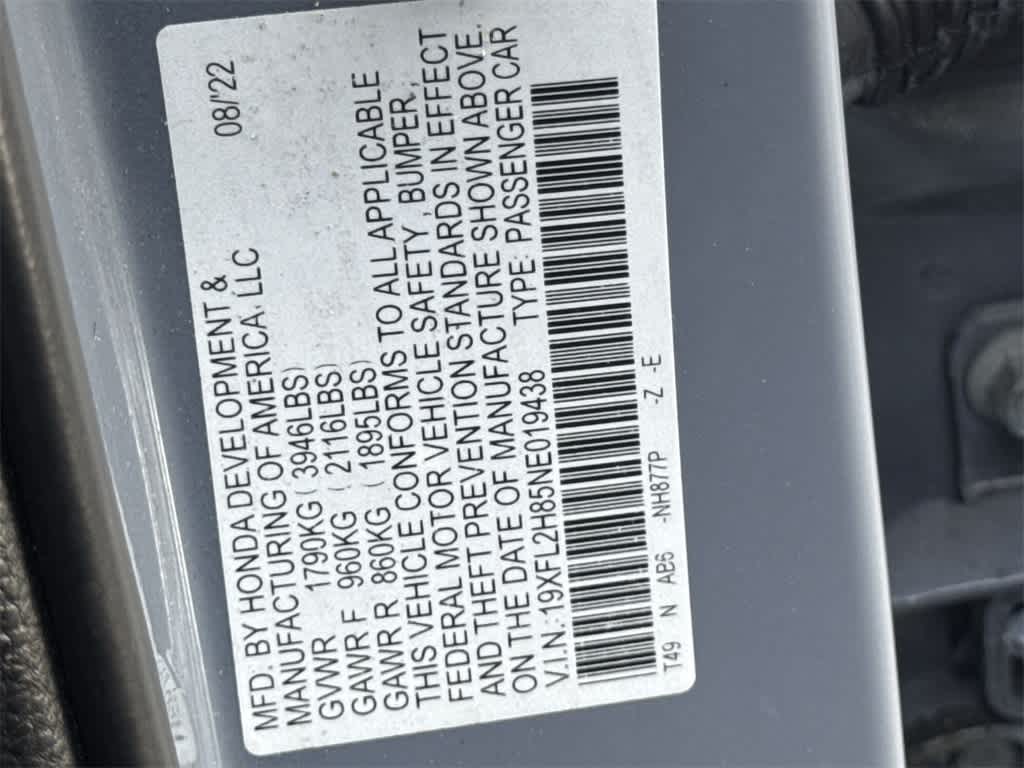 MFD. BY HONDA DEVELOPMENT &
MANUFACTURING OF AMERICA, LLC 08/'22
GVWR 1790KG ( 3946LBS)
GAWR F 960KG ( 2116LBS)
GAWR R 860KG ( 1895LBS)
THIS VEHICLE CONFORMS TO ALL APPLICABLE
FEDERAL MOTOR VEHICLE SAFETY, BUMPER,
AND THEFT PREVENTION STANDARDS IN EFFECT
ON THE DATE OF MANUFACTURE SHOWN ABOVE.
V.I.N.:19XFL2H85NE019438 TYPE: PASSENGER CAR
T49 N AB6 -NH877P -Z -E